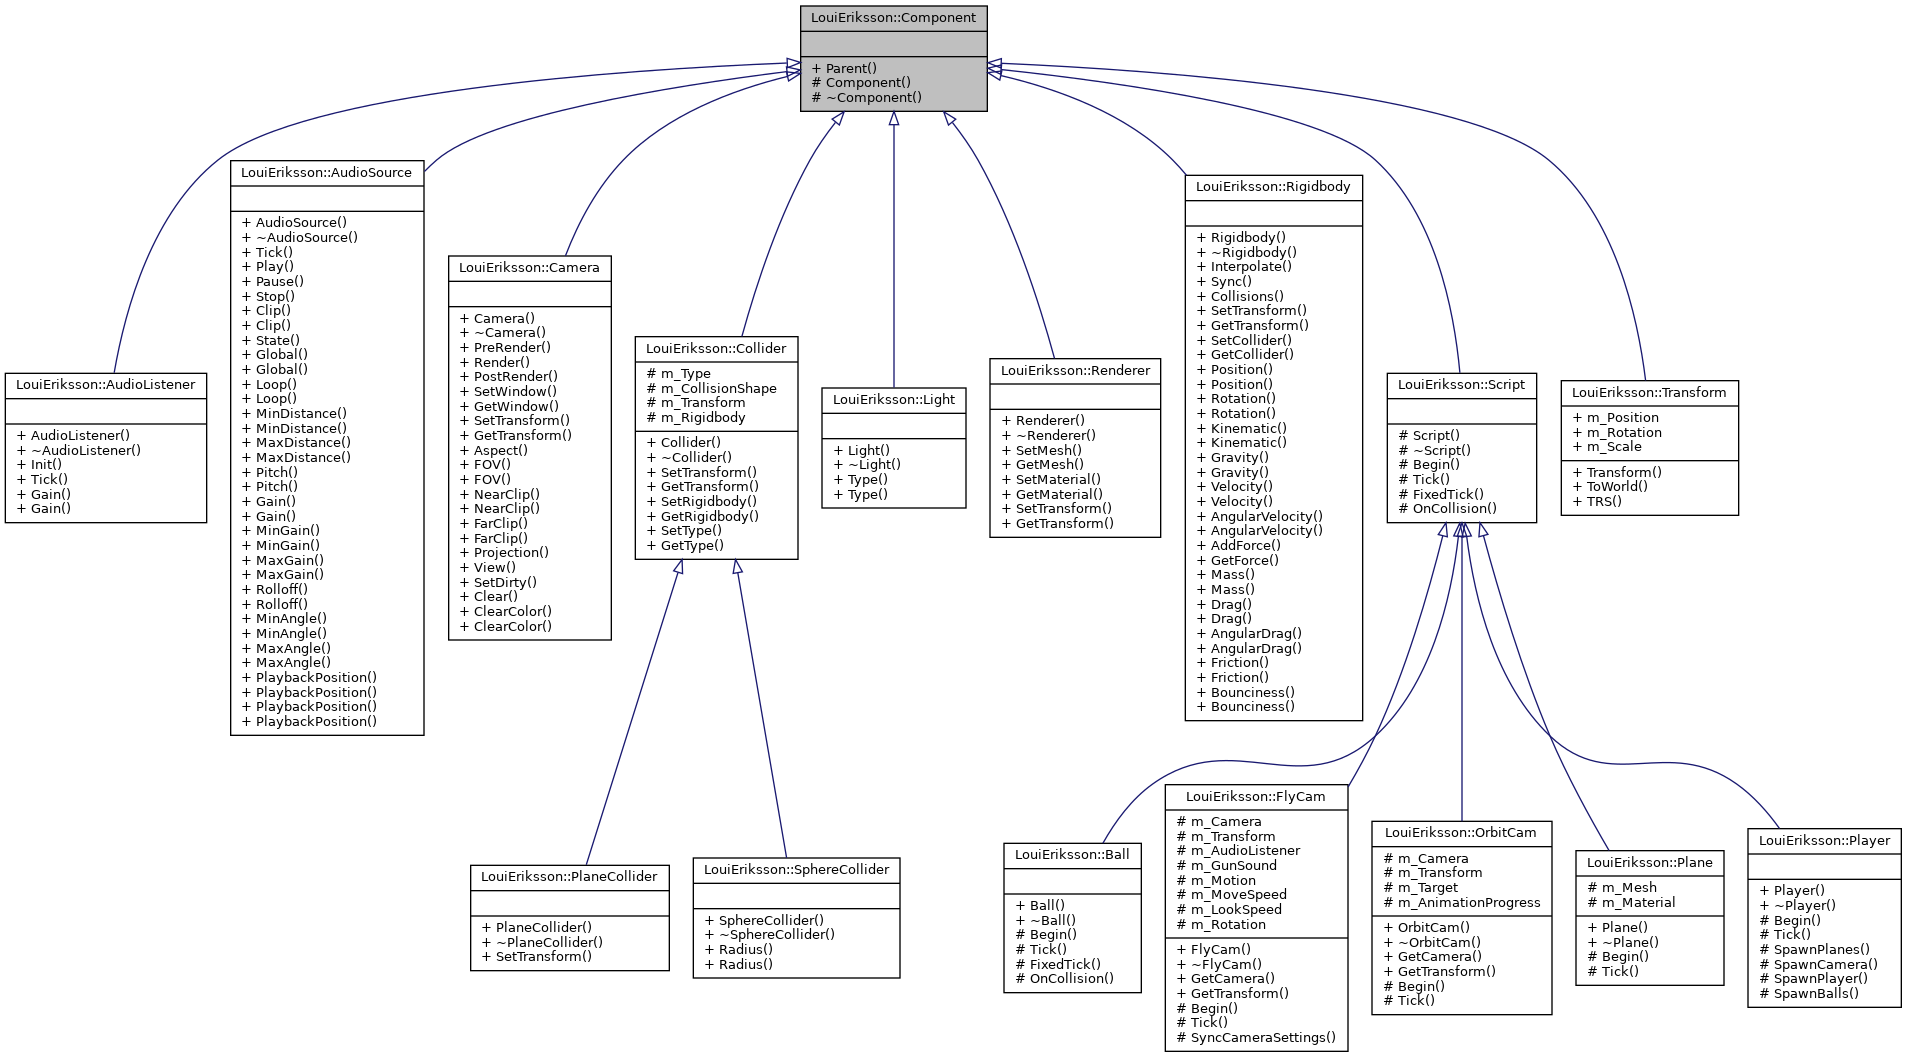 LouiEriksson::Component
+ Parent()
# Component()
# ~Component()
LouiEriksson::AudioListener
+ AudioListener()
+ ~AudioListener()
+ Init()
+ Tick()
+ Gain()
+ Gain()
LouiEriksson::AudioSource
+ AudioSource()
+ ~AudioSource()
+ Tick()
+ Play()
+ Pause()
+ Stop()
+ Clip()
+ Clip()
+ State()
+ Global()
+ Global()
+ Loop()
+ Loop()
+ MinDistance()
+ MinDistance()
+ MaxDistance()
+ MaxDistance()
+ Pitch()
+ Pitch()
+ Gain()
+ Gain()
+ MinGain()
+ MinGain()
+ MaxGain()
+ MaxGain()
+ Rolloff()
+ Rolloff()
+ MinAngle()
+ MinAngle()
+ MaxAngle()
+ MaxAngle()
+ PlaybackPosition()
+ PlaybackPosition()
+ PlaybackPosition()
+ PlaybackPosition()
LouiEriksson::Camera
+ Camera()
+ ~Camera()
+ PreRender()
+ Render()
+ PostRender()
+ SetWindow()
+ GetWindow()
+ SetTransform()
+ GetTransform()
+ Aspect()
+ FOV()
+ FOV()
+ NearClip()
+ NearClip()
+ FarClip()
+ FarClip()
+ Projection()
+ View()
+ SetDirty()
+ Clear()
+ ClearColor()
+ ClearColor()
LouiEriksson::Collider
# m_Type
# m_CollisionShape
# m_Transform
# m_Rigidbody
+ Collider()
+ ~Collider()
+ SetTransform()
+ GetTransform()
+ SetRigidbody()
+ GetRigidbody()
+ SetType()
+ GetType()
LouiEriksson::Light
+ Light()
+ ~Light()
+ Type()
+ Type()
LouiEriksson::Renderer
+ Renderer()
+ ~Renderer()
+ SetMesh()
+ GetMesh()
+ SetMaterial()
+ GetMaterial()
+ SetTransform()
+ GetTransform()
LouiEriksson::Rigidbody
+ Rigidbody()
+ ~Rigidbody()
+ Interpolate()
+ Sync()
+ Collisions()
+ SetTransform()
+ GetTransform()
+ SetCollider()
+ GetCollider()
+ Position()
+ Position()
+ Rotation()
+ Rotation()
+ Kinematic()
+ Kinematic()
+ Gravity()
+ Gravity()
+ Velocity()
+ Velocity()
+ AngularVelocity()
+ AngularVelocity()
+ AddForce()
+ GetForce()
+ Mass()
+ Mass()
+ Drag()
+ Drag()
+ AngularDrag()
+ AngularDrag()
+ Friction()
+ Friction()
+ Bounciness()
+ Bounciness()
LouiEriksson::Script
# Script()
# ~Script()
# Begin()
# Tick()
# FixedTick()
# OnCollision()
LouiEriksson::Transform
+ m_Position
+ m_Rotation
+ m_Scale
+ Transform()
+ ToWorld()
+ TRS()
LouiEriksson::PlaneCollider
+ PlaneCollider()
+ ~PlaneCollider()
+ SetTransform()
LouiEriksson::SphereCollider
+ SphereCollider()
+ ~SphereCollider()
+ Radius()
+ Radius()
LouiEriksson::Ball
+ Ball()
+ ~Ball()
# Begin()
# Tick()
# FixedTick()
# OnCollision()
LouiEriksson::FlyCam
# m_Camera
# m_Transform
# m_AudioListener
# m_GunSound
# m_Motion
# m_MoveSpeed
# m_LookSpeed
# m_Rotation
+ FlyCam()
+ ~FlyCam()
+ GetCamera()
+ GetTransform()
# Begin()
# Tick()
# SyncCameraSettings()
LouiEriksson::OrbitCam
# m_Camera
# m_Transform
# m_Target
# m_AnimationProgress
+ OrbitCam()
+ ~OrbitCam()
+ GetCamera()
+ GetTransform()
# Begin()
# Tick()
LouiEriksson::Plane
# m_Mesh
# m_Material
+ Plane()
+ ~Plane()
# Begin()
# Tick()
LouiEriksson::Player
+ Player()
+ ~Player()
# Begin()
# Tick()
# SpawnPlanes()
# SpawnCamera()
# SpawnPlayer()
# SpawnBalls()